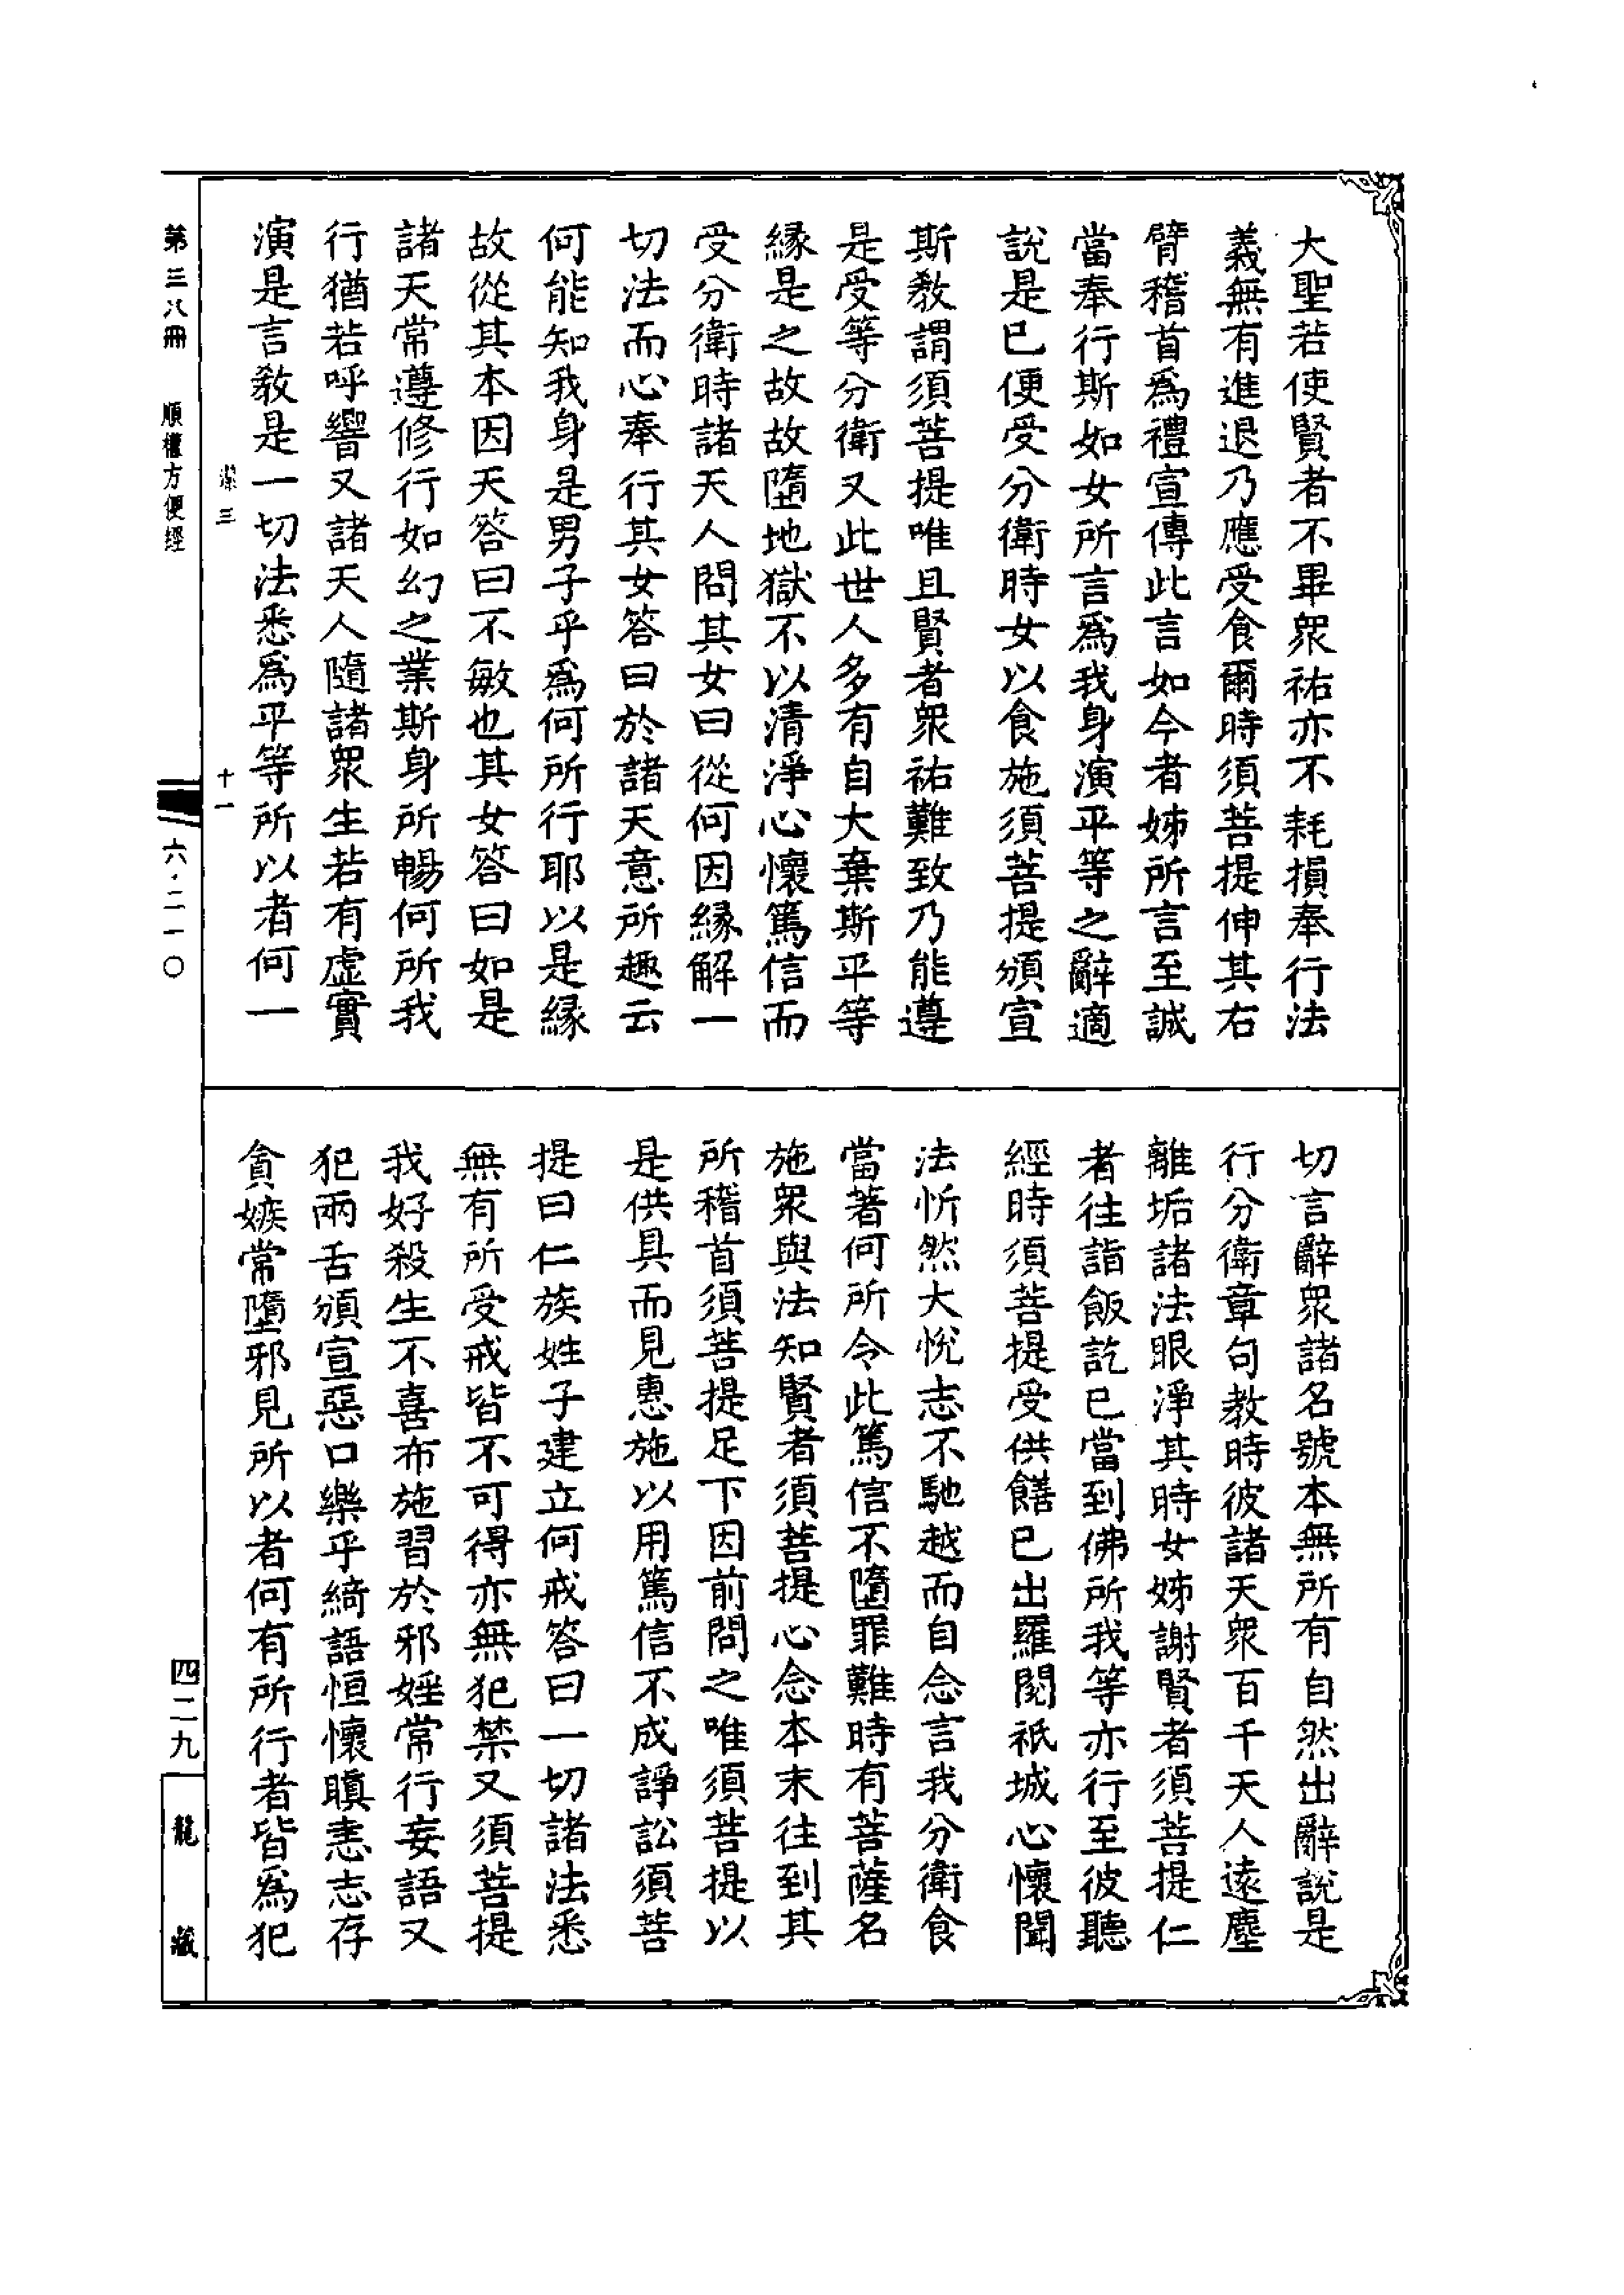 大聖若使賢者不畢衆祐亦不耗損奉行法
義無有進退乃應受食爾時須菩提伸其右
臂稽首爲禮宣傳此言如今者姊所言至誠
當奉行斯如女所言爲我身演平等之辭適
說是已便受分衛時女以食施須菩提頒宣
斯教謂須菩提唯且賢者衆祐難致乃能遵
是受等分衛又此世人多有自大棄斯平等
緣是之故故墮地獄不以清淨心懷篤信而
受分衛時諸天人問其女曰從何因緣解一
切法而心奉行其女答曰於諸天意所趣云
何能知我身是男子乎爲何所行耶以是緣
故從其本因天答曰不敏也其女答曰如是
諸天常遵修行如幻之業斯身所暢何所我
行猶若呼響又諸天人隨諸衆生若有虛實
演是言教是一切法悉爲平等所以者何一
切言辭衆諸名號本無所有自然出辭說是
行分衛章句教時彼諸天衆百千天人遠塵
離垢諸法眼淨其時女姊謝賢者須菩提仁
者往詣飯訖已當到佛所我等亦行至彼聽
經時須菩提受供饍已出羅閱祇城心懷聞
法忻然大悅志不馳越而自念言我分衛食
當著何所令此篤信不墮罪難時有菩薩名
施衆與法知賢者須菩提心念本末往到其
所稽首須菩提足下因前問之唯須菩提以
是供具而見惠施以用篤信不成諍訟須菩
提曰仁族姓子建立何戒答曰一切諸法悉
無有所受戒皆不可得亦無犯禁又須菩提
我好殺生不喜布施習於邪婬常行妄語又
犯兩舌頒宣惡口樂乎綺語恒懷瞋恚志存
貪嫉常墮邪見所以者何有所行者皆爲犯
潔三
十一
第三八冊
順權方便經
六·二一〇
四二九
龍藏